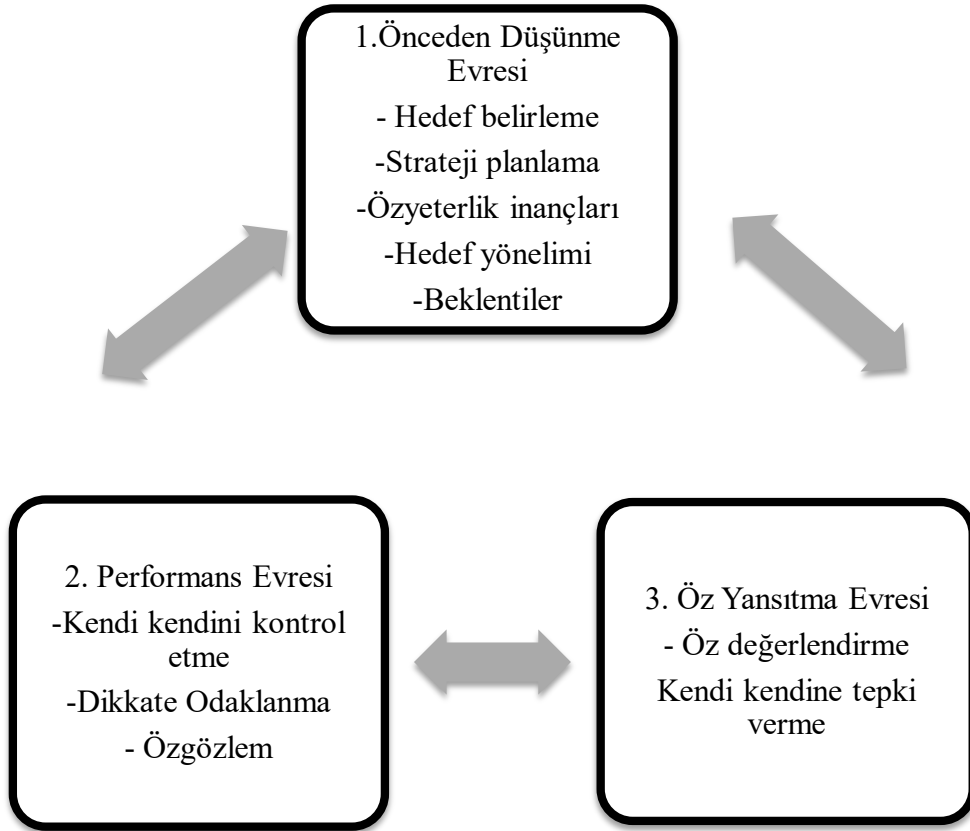 1.Önceden Düşünme
Evresi
- Hedef belirleme
-Strateji planlama
-Özyeterlik inançları
-Hedef yönelimi
-Beklentiler
2. Performans Evresi
-Kendi kendini kontrol
etme
-Dikkate Odaklanma
- Özgözlem
3. Öz Yansıtma Evresi
- Öz değerlendirme
Kendi kendine tepki
verme